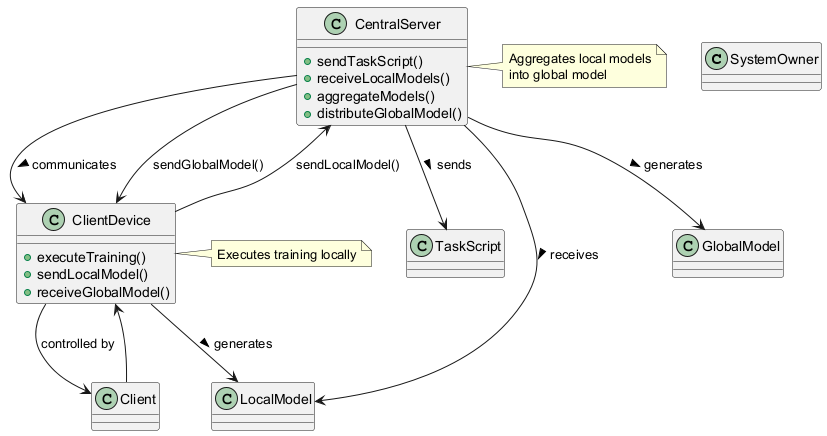 C CentralServer
sendTaskScript()
receiveLocalModels()
aggregateModels()
distributeGlobalModel()
Aggregates local models
into global model
C SystemOwner
communicates
sendGlobalModel()
sendLocalModel()
sends
generates
C ClientDevice
executeTraining()
sendLocalModel()
receiveGlobalModel()
Executes training locally
C TaskScript
receives
C GlobalModel
controlled by
generates
C Client
C LocalModel